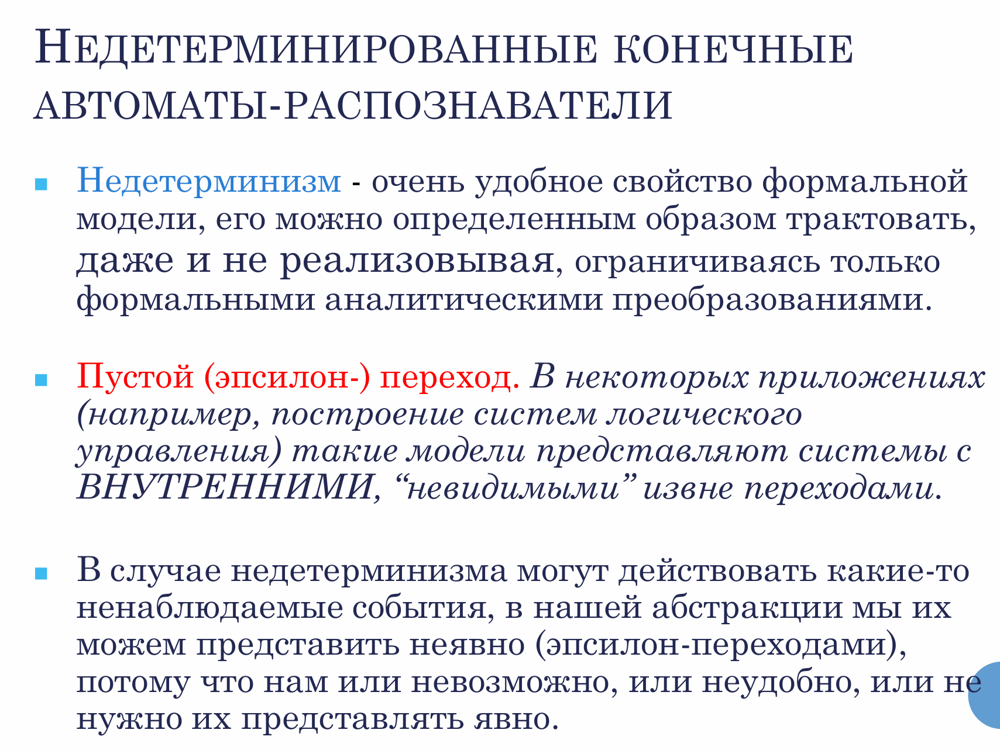 Недетерминированные конечные
автоматы-распознаватели
Недетерминизм - очень удобное свойство формальной
модели, его можно определенным образом трактовать,
даже и не реализовывая, ограничиваясь только
формальными аналитическими преобразованиями.
Пустой (эпсилон-) переход. В некоторых приложениях
(например, построение систем логического
управления) такие модели представляют системы с
ВНУТРЕННИМИ, “невидимыми” извне переходами.
В случае недетерминизма могут действовать какие-то
ненаблюдаемые события, в нашей абстракции мы их
можем представить неявно (эпсилон-переходами),
потому что нам или невозможно, или неудобно, или не
нужно их представлять явно.